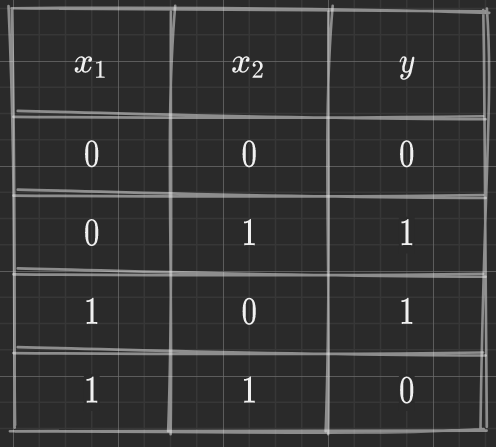 x₁ x₂ y
0 0 0
0 1 1
1 0 1
1 1 0